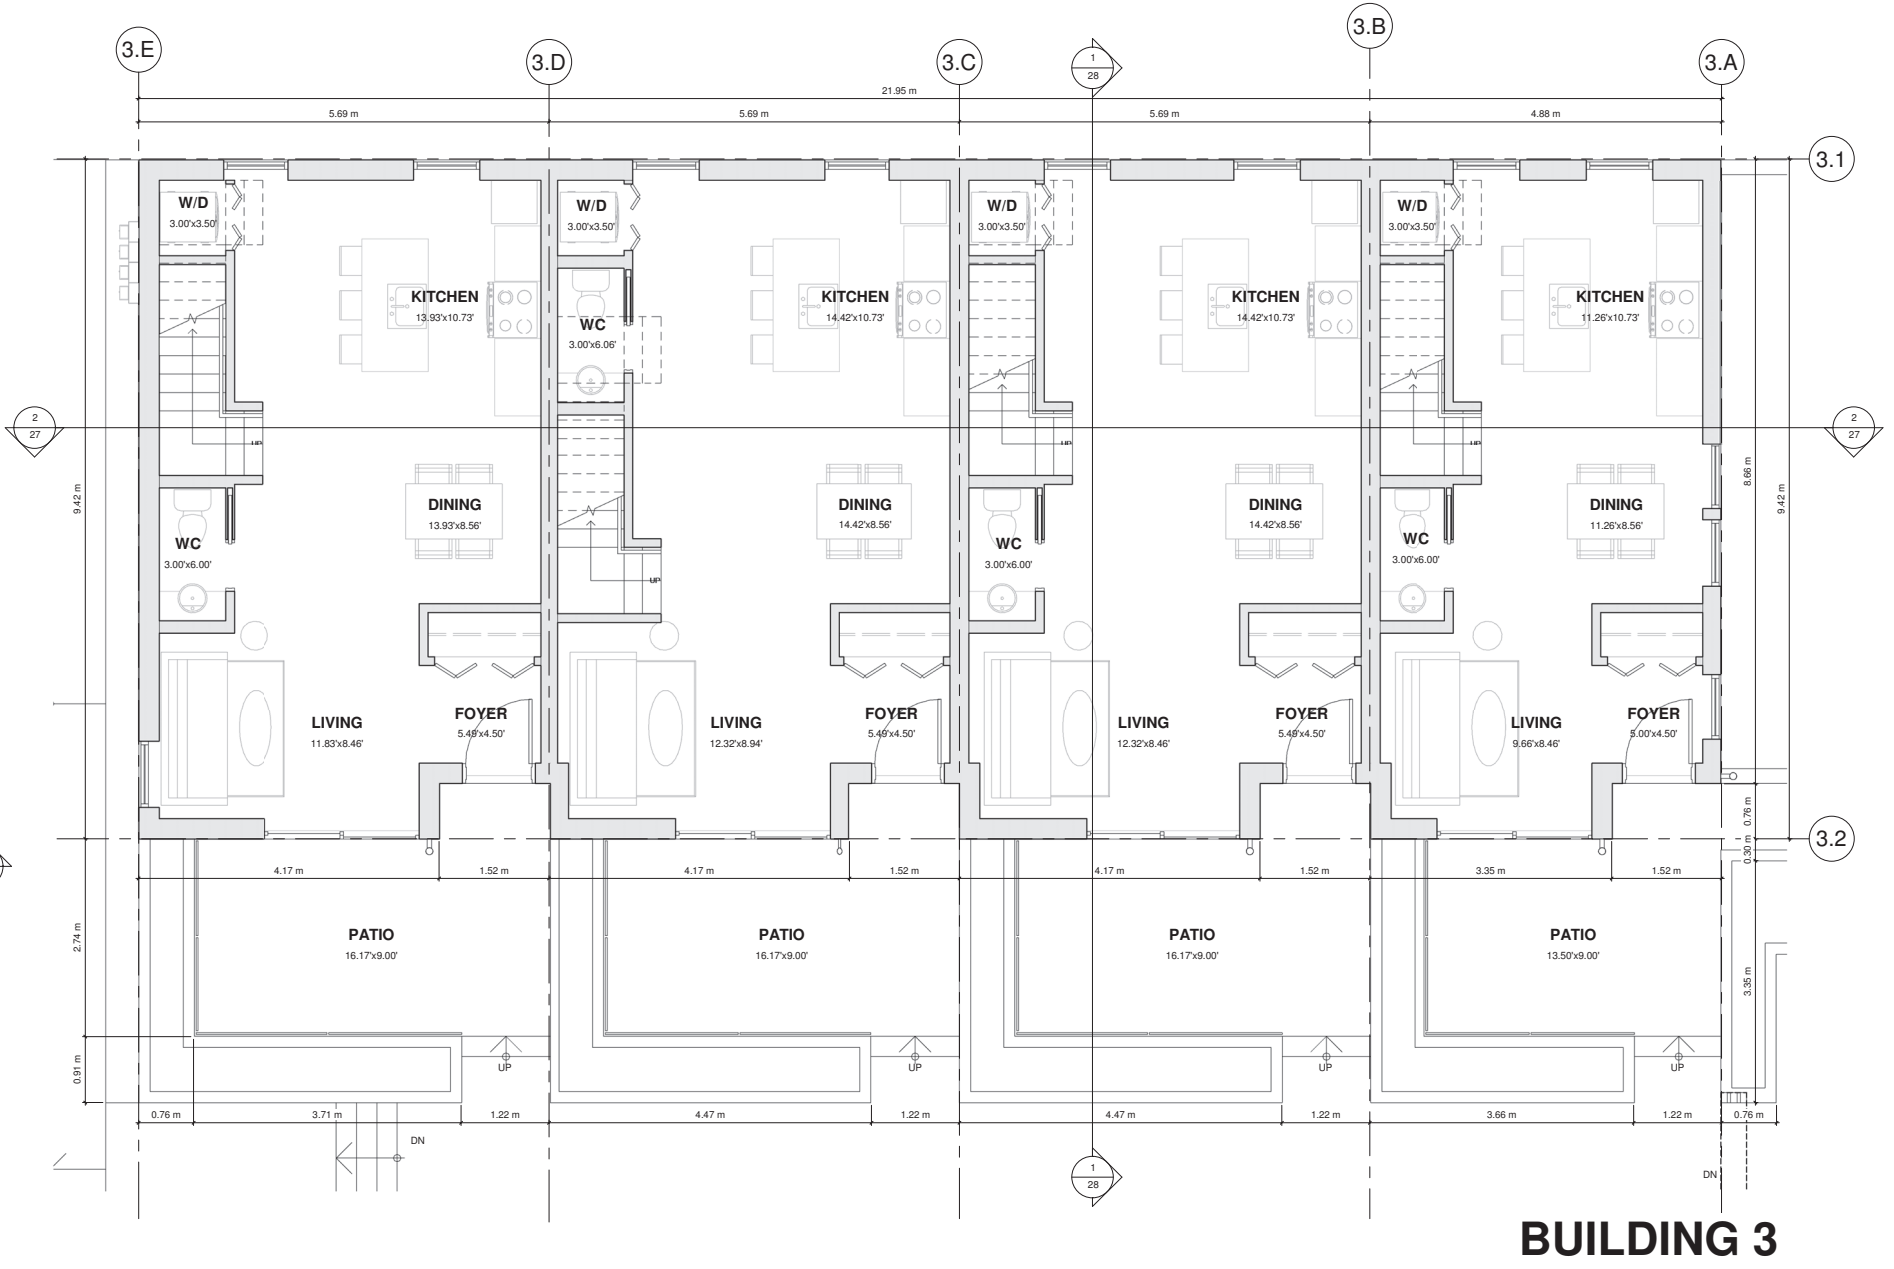 3.E
3.D
3.C
3.B
3.A
1
28
21.95 m
5.69 m
5.69 m
5.69 m
4.88 m
3.1
W/D
3.00'x3.50'
W/D
3.00'x3.50'
W/D
3.00'x3.50'
W/D
3.00'x3.50'
KITCHEN
13.93'x10.73'
KITCHEN
14.42'x10.73'
KITCHEN
14.42'x10.73'
KITCHEN
11.26'x10.73'
WC
3.00'x6.06'
2
27
2
27
UP
UP
UP
9.42 m
8.66 m
9.42 m
DINING
13.93'x8.56'
DINING
14.42'x8.56'
DINING
14.42'x8.56'
DINING
11.26'x8.56'
WC
3.00'x6.00'
WC
3.00'x6.00'
WC
3.00'x6.00'
UP
LIVING
11.83'x8.46'
FOYER
5.49'x4.50'
LIVING
12.32'x8.94'
FOYER
5.49'x4.50'
LIVING
12.32'x8.46'
FOYER
5.49'x4.50'
LIVING
9.66'x8.46'
FOYER
5.00'x4.50'
0.76 m
0.30 m
3.2
4.17 m
1.52 m
4.17 m
1.52 m
4.17 m
1.52 m
3.35 m
1.52 m
2.74 m
PATIO
16.17'x9.00'
PATIO
16.17'x9.00'
PATIO
16.17'x9.00'
PATIO
13.50'x9.00'
3.35 m
0.91 m
UP
UP
UP
UP
0.76 m
3.71 m
1.22 m
4.47 m
1.22 m
4.47 m
1.22 m
3.66 m
1.22 m
0.76 m
DN
1
28
DN
BUILDING 3